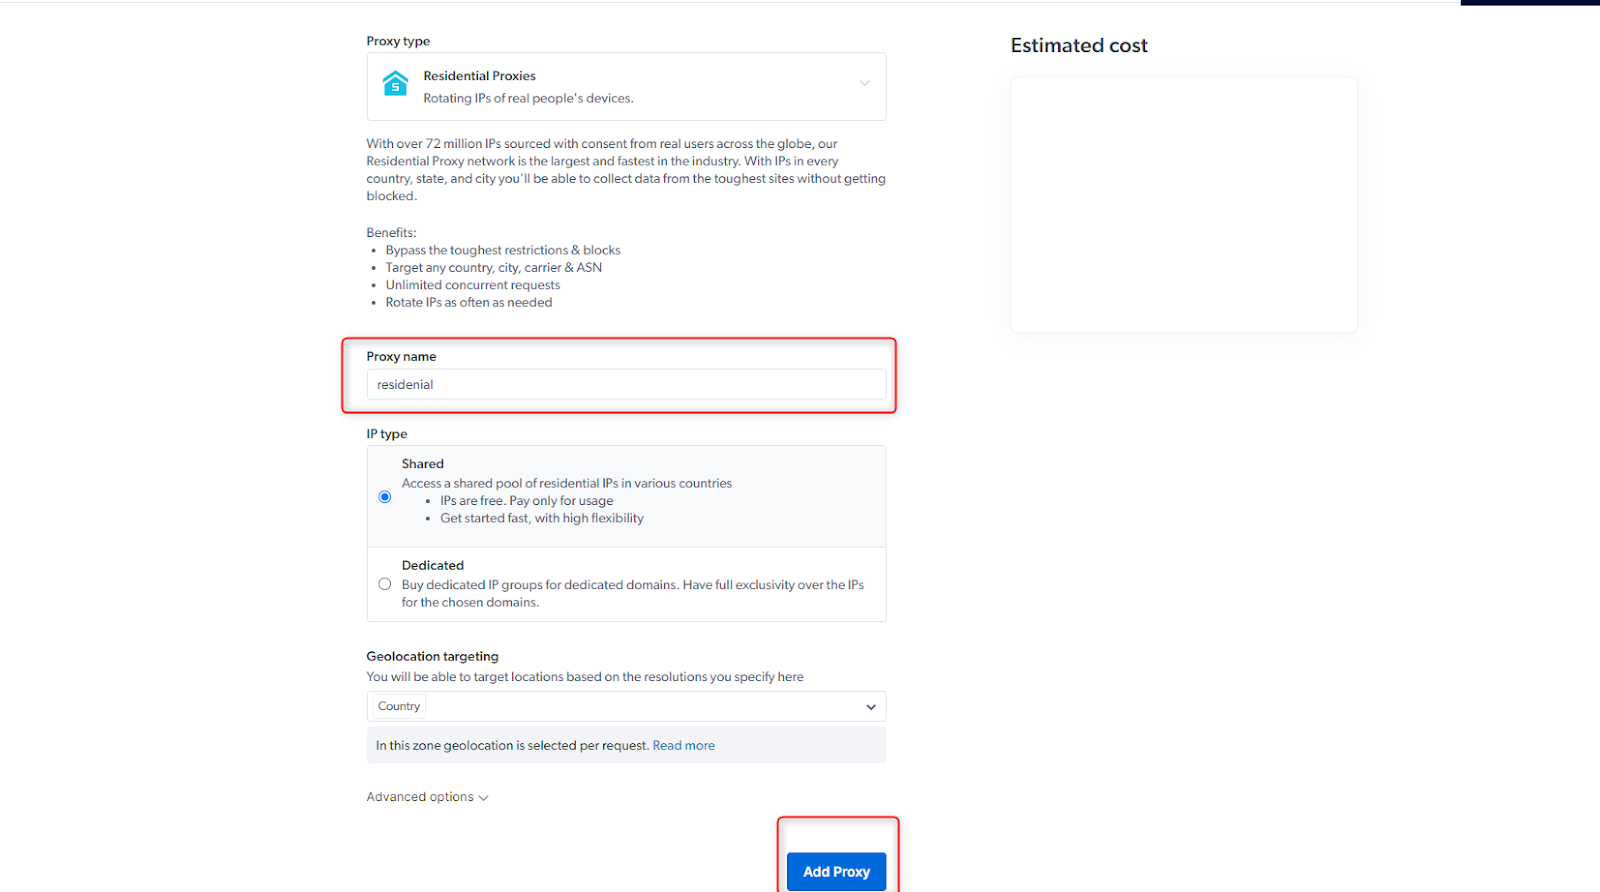 Proxy type
Residential Proxies
Rotating IPs of real people's devices.
With over 72 million IPs sourced with consent from real users across the globe, our
Residential Proxy network is the largest and fastest in the industry. With IPs in every
country, state, and city you'll be able to collect data from the toughest sites without getting
blocked.
Benefits:
• Bypass the toughest restrictions & blocks
• Target any country, city, carrier & ASN
• Unlimited concurrent requests
• Rotate IPs as often as needed
Proxy name
residenial
IP type
Shared
Access a shared pool of residential IPs in various countries
• IPs are free. Pay only for usage
• Get started fast, with high flexibility
Dedicated
Buy dedicated IP groups for dedicated domains. Have full exclusivity over the IPs
for the chosen domains.
Geolocation targeting
You will be able to target locations based on the resolutions you specify here
Country
In this zone geolocation is selected per request. Read more
Advanced options
Add Proxy
Estimated cost